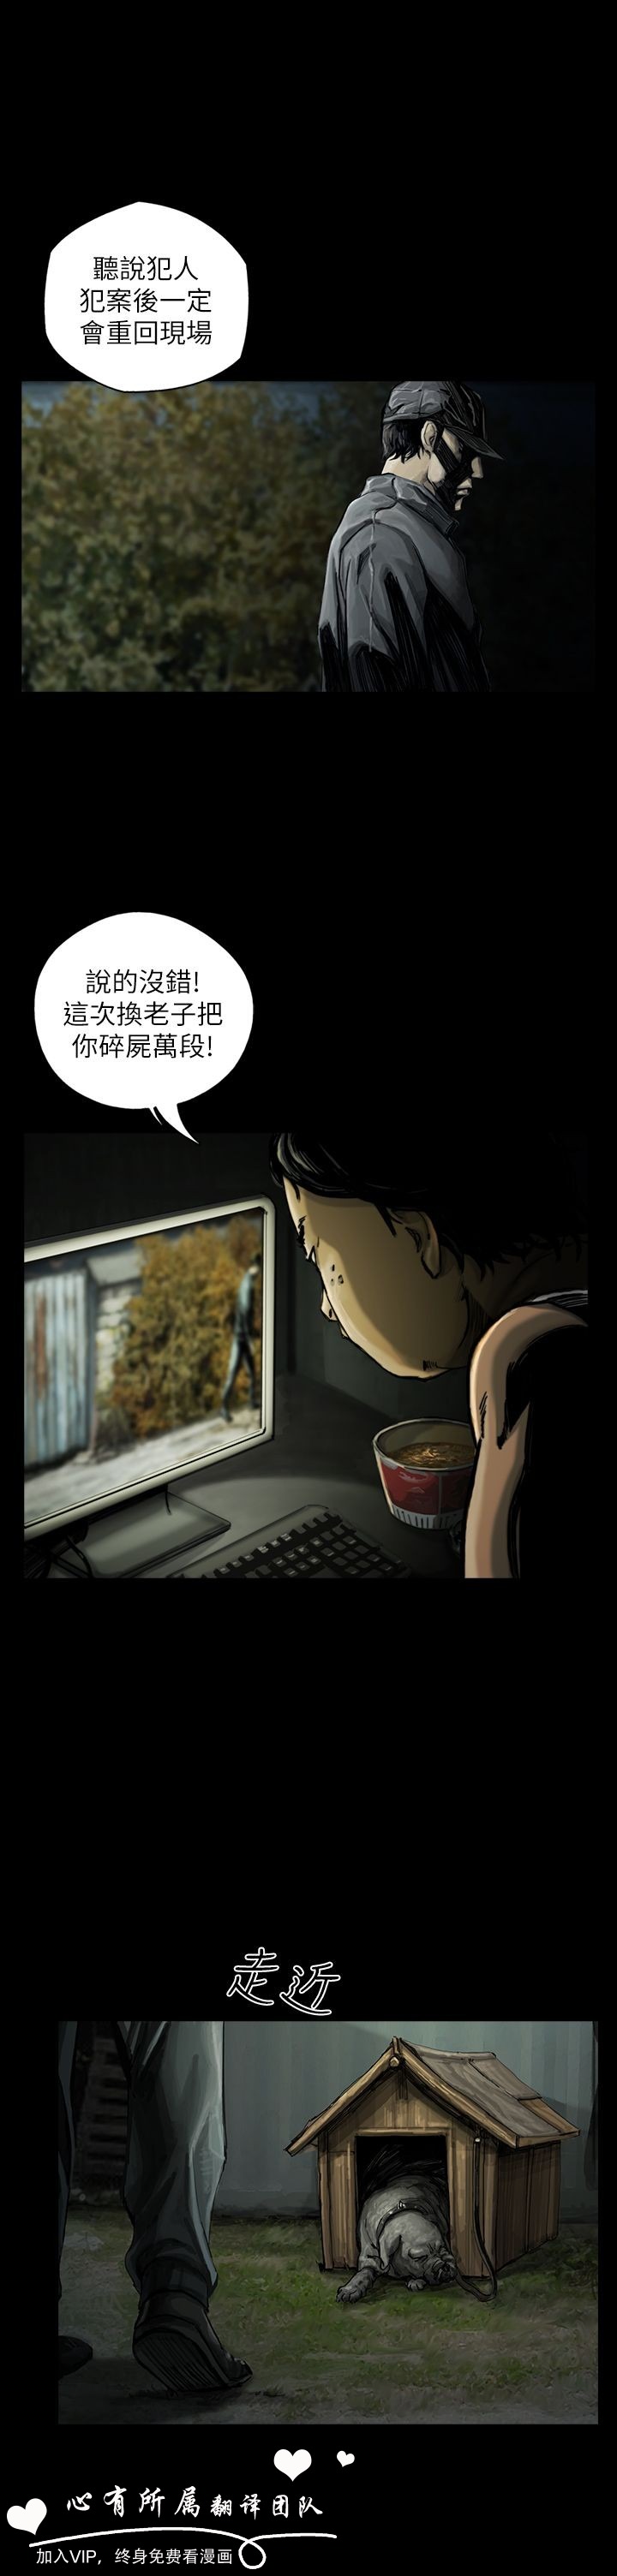 聽說犯人
犯案後一定
會重回現場
說的沒錯!
這次換老子把
你碎屍萬段!
走近
心有所属翻译团队
加入VIP，终身免费看漫画